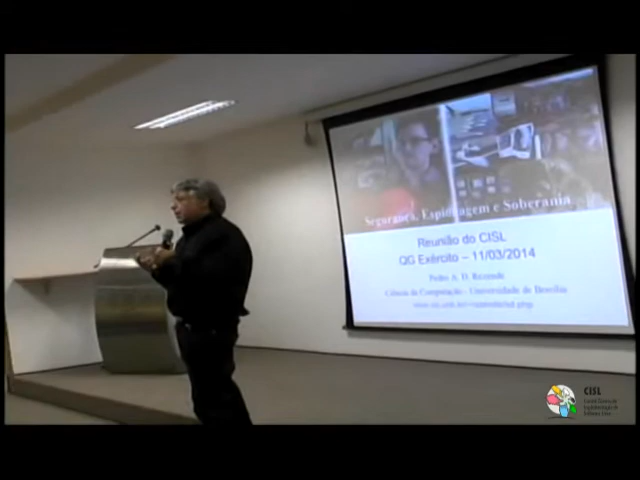 Segurança, Espionagem e Soberania
Reunião do CISL
QG Exército – 11/03/2014
Pedro A. D. Rezende
Ciência da Computação - Universidade de Brasília
CISL